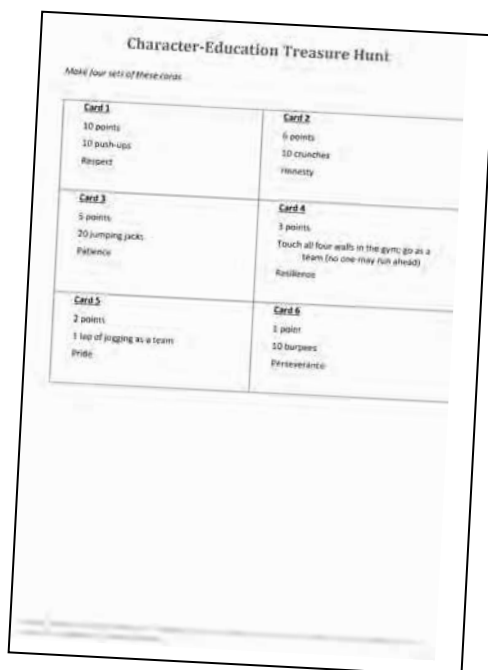 Character-Education Treasure Hunt
Make four sets of these cards
Card 1
10 points
10 push-ups
Respect
Card 2
6 points
10 crunches
Honesty
Card 3
5 points
20 jumping jacks
Patience
Card 4
3 points
Touch all four walls in the gym; go as a
team (no one may run ahead)
Resilience
Card 5
2 points
1 lap of jogging as a team
Pride
Card 6
1 point
10 burpees
Perseverance